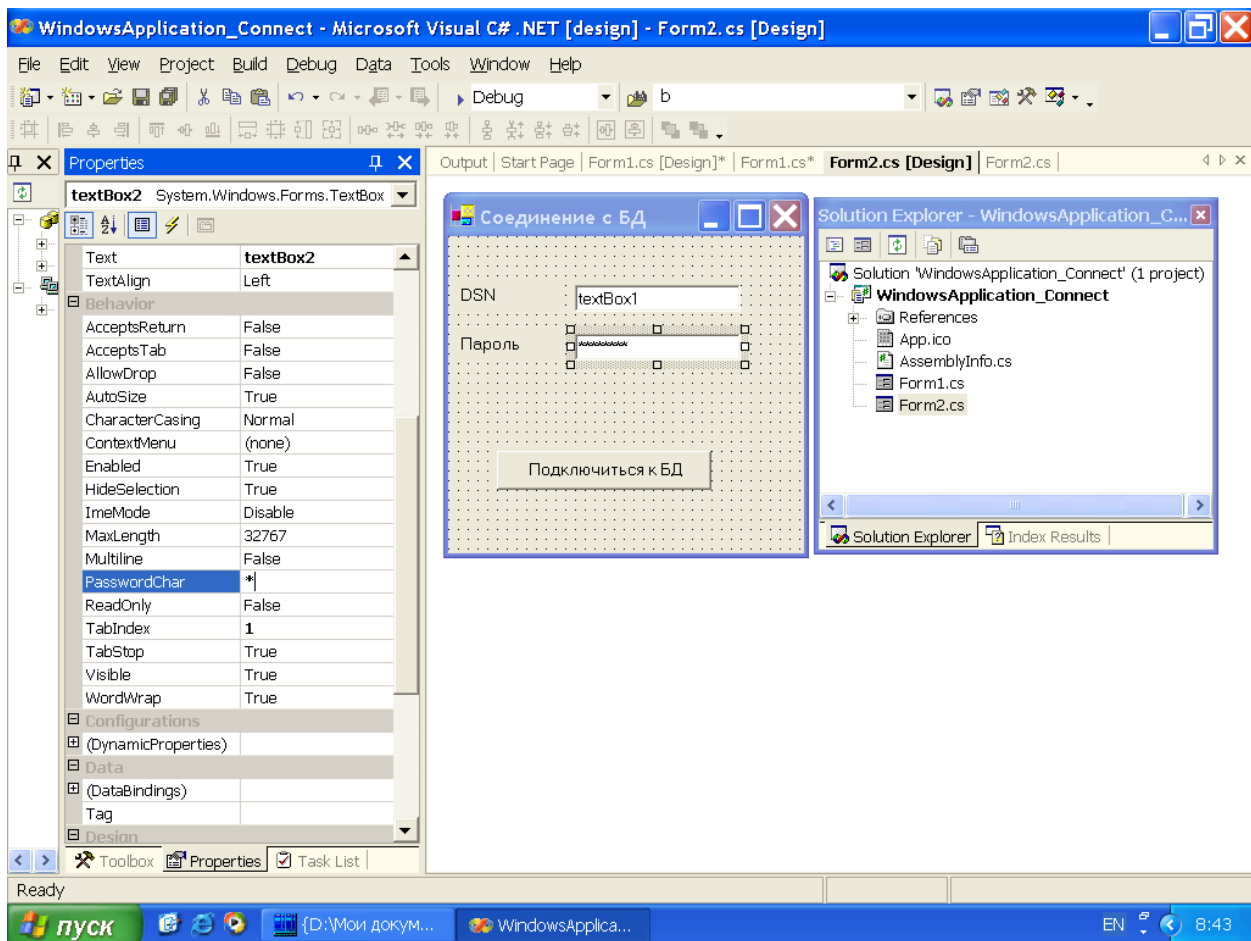 WindowsApplication_Connect - Microsoft Visual C# .NET [design] - Form2.cs [Design]
File Edit View Project Build Debug Data Tools Window Help
Debug b
Properties
Output Start Page Form1.cs [Design]* Form1.cs* Form2.cs [Design] Form2.cs
textBox2 System.Windows.Forms.TextBox
Text textBox2
TextAlign Left
Behavior
AcceptsReturn False
AcceptsTab False
AllowDrop False
AutoSize True
CharacterCasing Normal
ContextMenu (none)
Enabled True
HideSelection True
ImeMode Disable
MaxLength 32767
Multiline False
PasswordChar *
ReadOnly False
TabIndex 1
TabStop True
Visible True
WordWrap True
Configurations
(DynamicProperties)
Data
(DataBindings)
Tag
Design
Toolbox Properties Task List
Соединение с БД
DSN textBox1
Пароль *********
Подключиться к БД
Solution Explorer - WindowsApplication_C...
Solution 'WindowsApplication_Connect' (1 project)
WindowsApplication_Connect
References
App.ico
AssemblyInfo.cs
Form1.cs
Form2.cs
Solution Explorer Index Results
Ready
пуск {D:\Мои докум... WindowsApplica... EN 8:43